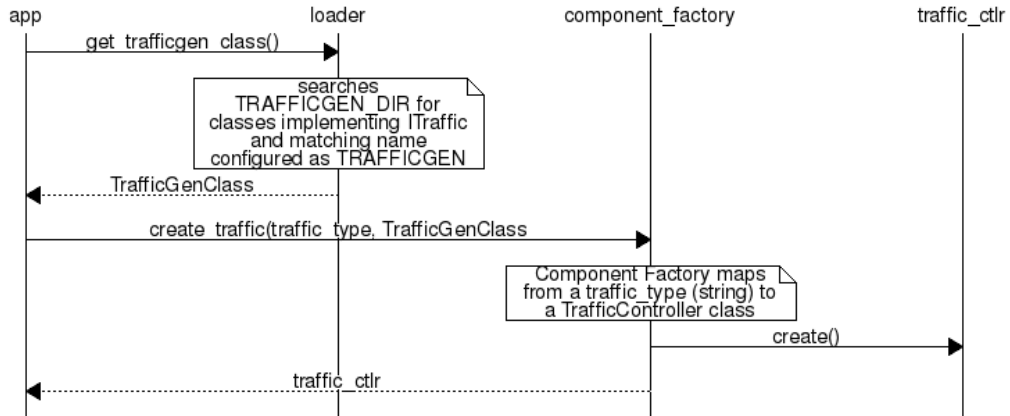 app loader component_factory traffic_ctlr
get_trafficgen_class()
searches
TRAFFICGEN_DIR for
classes implementing ITraffic
and matching name
configured as TRAFFICGEN
TrafficGenClass
create_traffic(traffic_type, TrafficGenClass
Component Factory maps
from a traffic_type (string) to
a TrafficController class
create()
traffic_ctlr